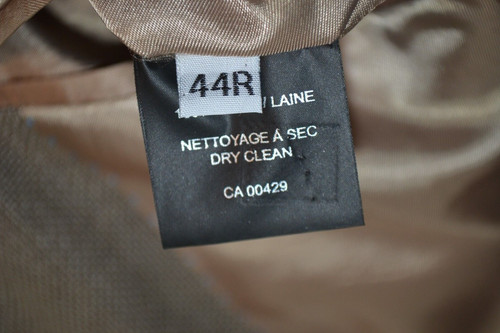 44R
/ LAINE
NETTOYAGE À SEC
DRY CLEAN
CA 00429